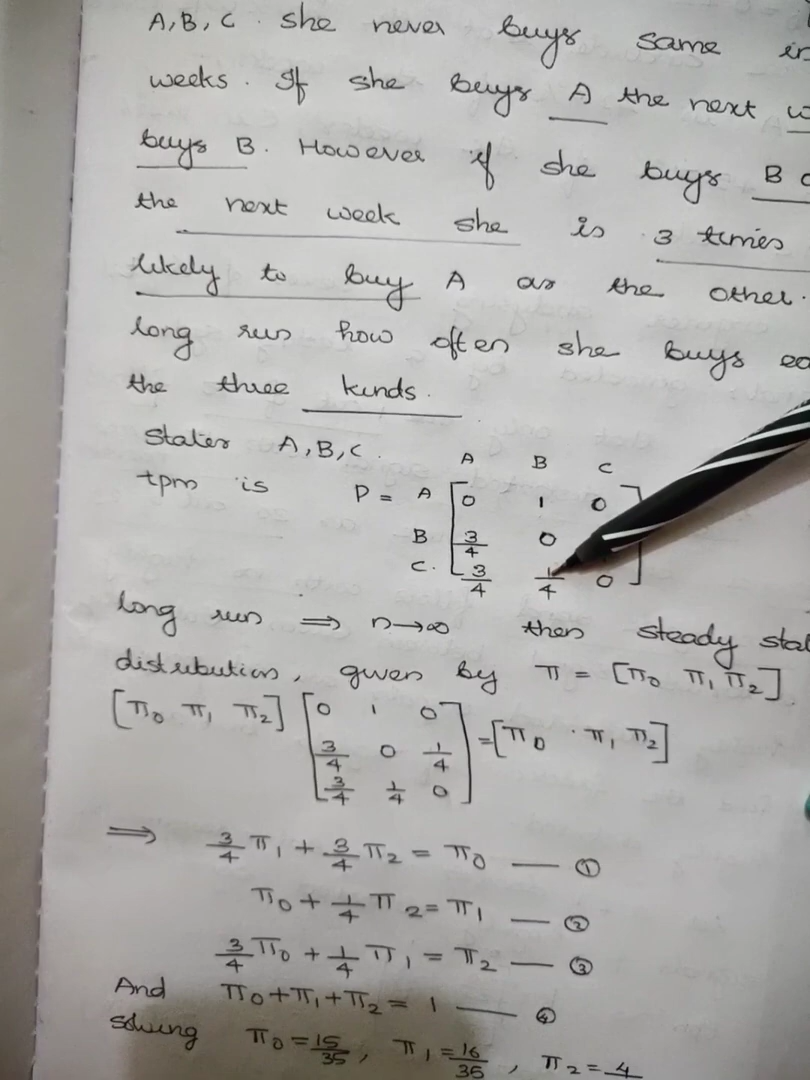 A, B, C. she never buys same in
weeks. If she buys A the next w
buys B. However if she buys B o
the next week she is 3 times
likely to buy A as the other.
long run how often she buys ea
the three kinds.
States A, B, C.
A B C
tpm is P = A [0 1 0]
B 3/4 0
C. 3/4 1/4 0
long run ⟹ n→∞ then steady stat
distribution, given by π = [π0 π1 π2]
[π0 π1 π2] [0 1 0
3/4 0 1/4
3/4 1/4 0] = [π0 π1 π2]
⟹ 3/4 π1 + 3/4 π2 = π0 — ①
π0 + 1/4 π2 = π1 — ②
3/4 π0 + 1/4 π1 = π2 — ③
And π0 + π1 + π2 = 1 — ④
solving π0 = 15/35, π1 = 16/35, π2 = 4